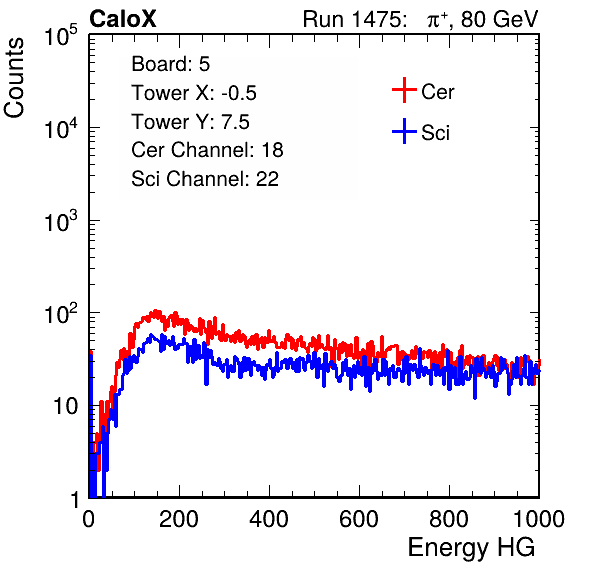 CaloX Run 1475: π⁺, 80 GeV
Counts
10⁵
10⁴
10³
10²
10
1
Board: 5
Tower X: -0.5
Tower Y: 7.5
Cer Channel: 18
Sci Channel: 22
Cer
Sci
0 200 400 600 800 1000
Energy HG